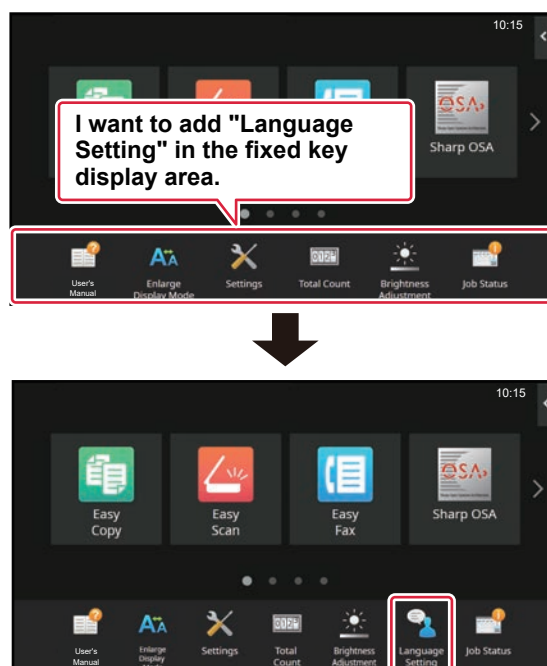 10:15
I want to add "Language
Setting" in the fixed key
display area.
OSA
Sharp OSA
User's
Manual
Enlarge
Display Mode
Settings
Total Count
Brightness
Adjustment
Job Status
10:15
Easy
Copy
Easy
Scan
Easy
Fax
OSA
Sharp OSA
User's
Manual
Enlarge
Display
Settings
Total
Count
Brightness
Adjustment
Language
Setting
Job Status